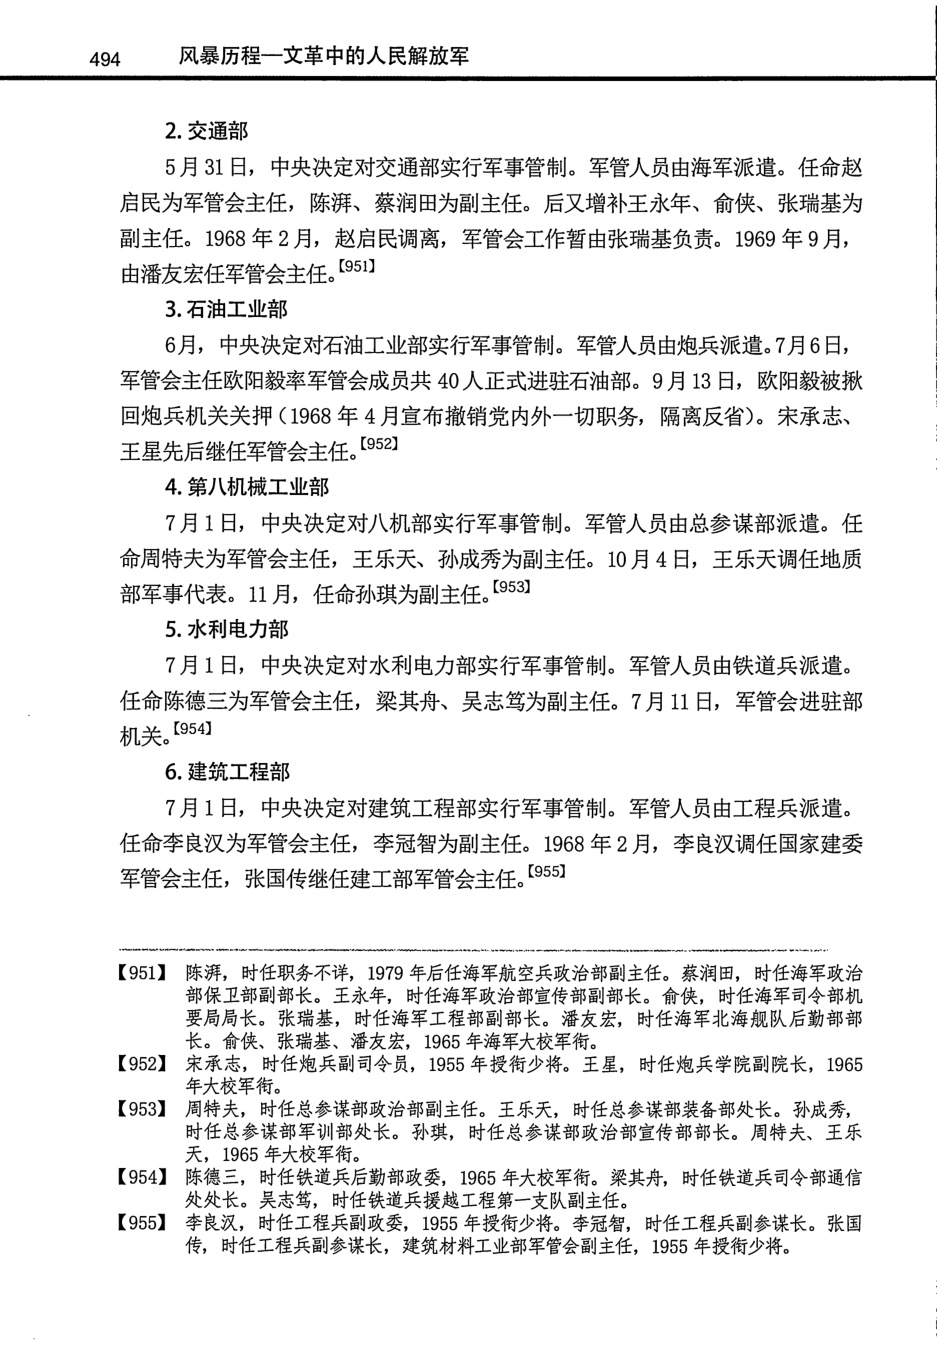 494 风暴历程—文革中的人民解放军
2. 交通部
5月31日，中央决定对交通部实行军事管制。军管人员由海军派遣。任命赵
启民为军管会主任，陈湃、蔡润田为副主任。后又增补王永年、俞侠、张瑞基为
副主任。1968年2月，赵启民调离，军管会工作暂由张瑞基负责。1969年9月，
由潘友宏任军管会主任。【951】
3. 石油工业部
6月，中央决定对石油工业部实行军事管制。军管人员由炮兵派遣。7月6日，
军管会主任欧阳毅率军管会成员共40人正式进驻石油部。9月13日，欧阳毅被揪
回炮兵机关关押（1968年4月宣布撤销党内外一切职务，隔离反省）。宋承志、
王星先后继任军管会主任。【952】
4. 第八机械工业部
7月1日，中央决定对八机部实行军事管制。军管人员由总参谋部派遣。任
命周特夫为军管会主任，王乐天、孙成秀为副主任。10月4日，王乐天调任地质
部军事代表。11月，任命孙琪为副主任。【953】
5. 水利电力部
7月1日，中央决定对水利电力部实行军事管制。军管人员由铁道兵派遣。
任命陈德三为军管会主任，梁其舟、吴志笃为副主任。7月11日，军管会进驻部
机关。【954】
6. 建筑工程部
7月1日，中央决定对建筑工程部实行军事管制。军管人员由工程兵派遣。
任命李良汉为军管会主任，李冠智为副主任。1968年2月，李良汉调任国家建委
军管会主任，张国传继任建工部军管会主任。【955】
【951】 陈湃，时任职务不详，1979年后任海军航空兵政治部副主任。蔡润田，时任海军政治
部保卫部副部长。王永年，时任海军政治部宣传部副部长。俞侠，时任海军司令部机
要局局长。张瑞基，时任海军工程部副部长。潘友宏，时任海军北海舰队后勤部部
长。俞侠、张瑞基、潘友宏，1965年海军大校军衔。
【952】 宋承志，时任炮兵副司令员，1955年授衔少将。王星，时任炮兵学院副院长，1965
年大校军衔。
【953】 周特夫，时任总参谋部政治部副主任。王乐天，时任总参谋部装备部处长。孙成秀，
时任总参谋部军训部处长。孙琪，时任总参谋部政治部宣传部部长。周特夫、王乐
天，1965年大校军衔。
【954】 陈德三，时任铁道兵后勤部政委，1965年大校军衔。梁其舟，时任铁道兵司令部通信
处处长。吴志笃，时任铁道兵援越工程第一支队副主任。
【955】 李良汉，时任工程兵副政委，1955年授衔少将。李冠智，时任工程兵副参谋长。张国
传，时任工程兵副参谋长，建筑材料工业部军管会副主任，1955年授衔少将。